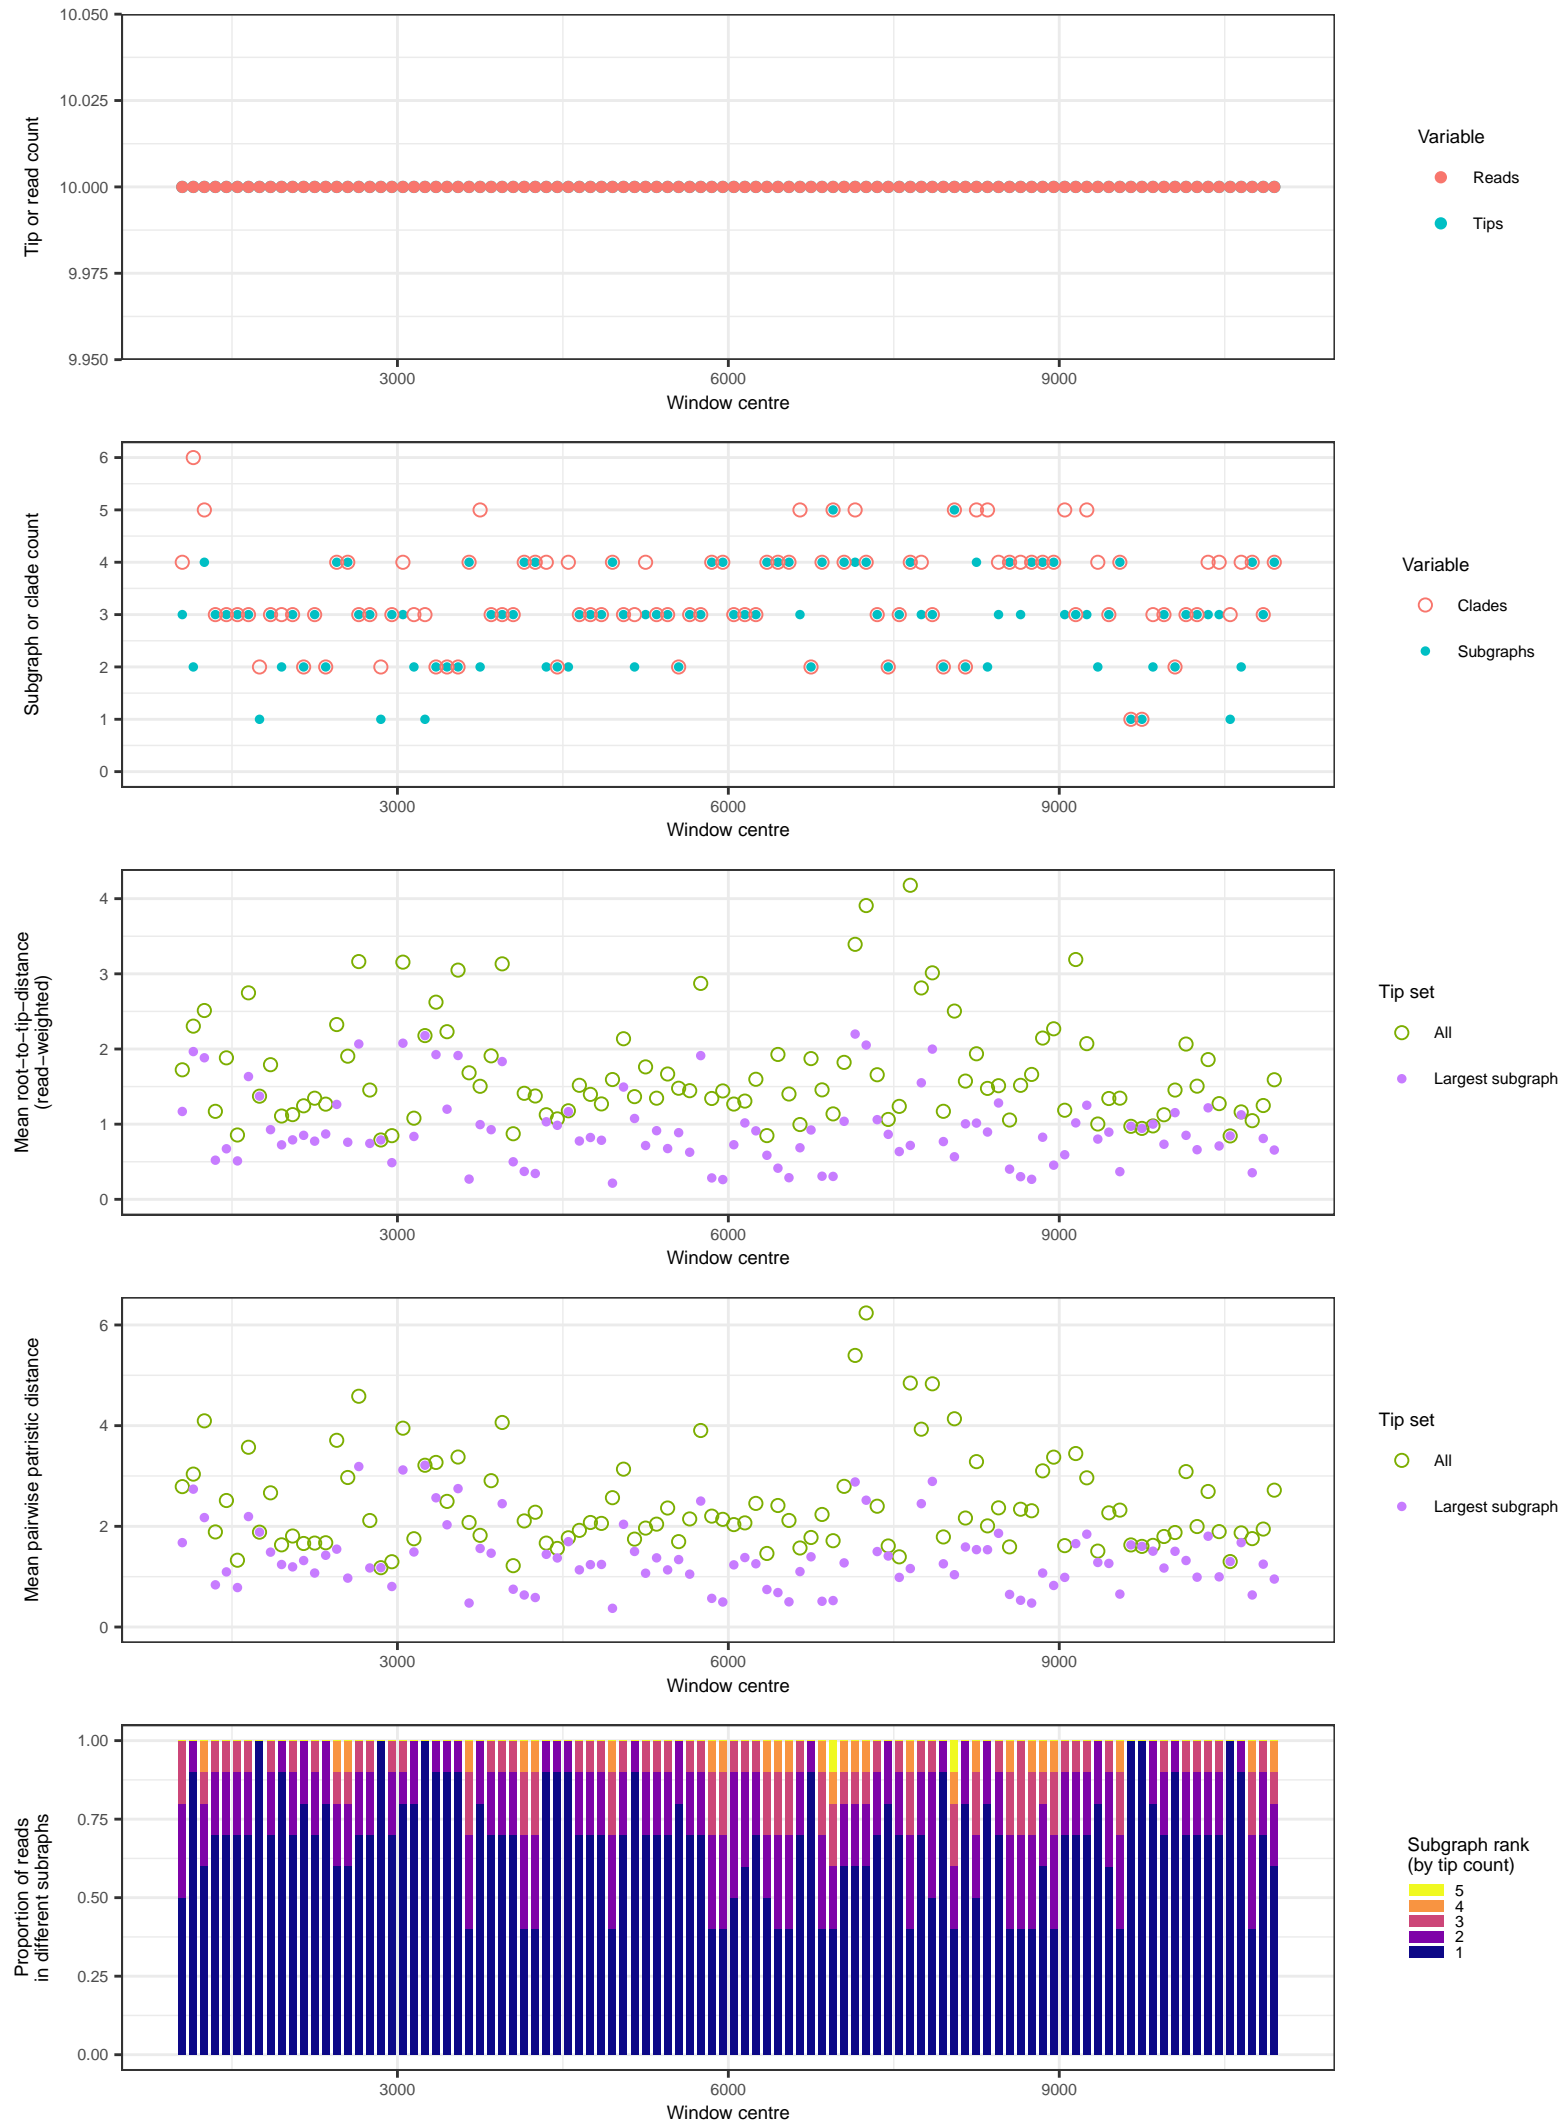 10.050
10.025
10.000
9.975
9.950
Tip or read count
3000 6000 9000
Window centre
Variable
Reads
Tips
6
5
4
3
2
1
0
Subgraph or clade count
3000 6000 9000
Window centre
Variable
Clades
Subgraphs
4
3
2
1
0
Mean root−to−tip−distance
(read−weighted)
3000 6000 9000
Window centre
Tip set
All
Largest subgraph
6
4
2
0
Mean pairwise patristic distance
3000 6000 9000
Window centre
Tip set
All
Largest subgraph
1.00
0.75
0.50
0.25
0.00
Proportion of reads
in different subraphs
3000 6000 9000
Window centre
Subgraph rank
(by tip count)
5
4
3
2
1